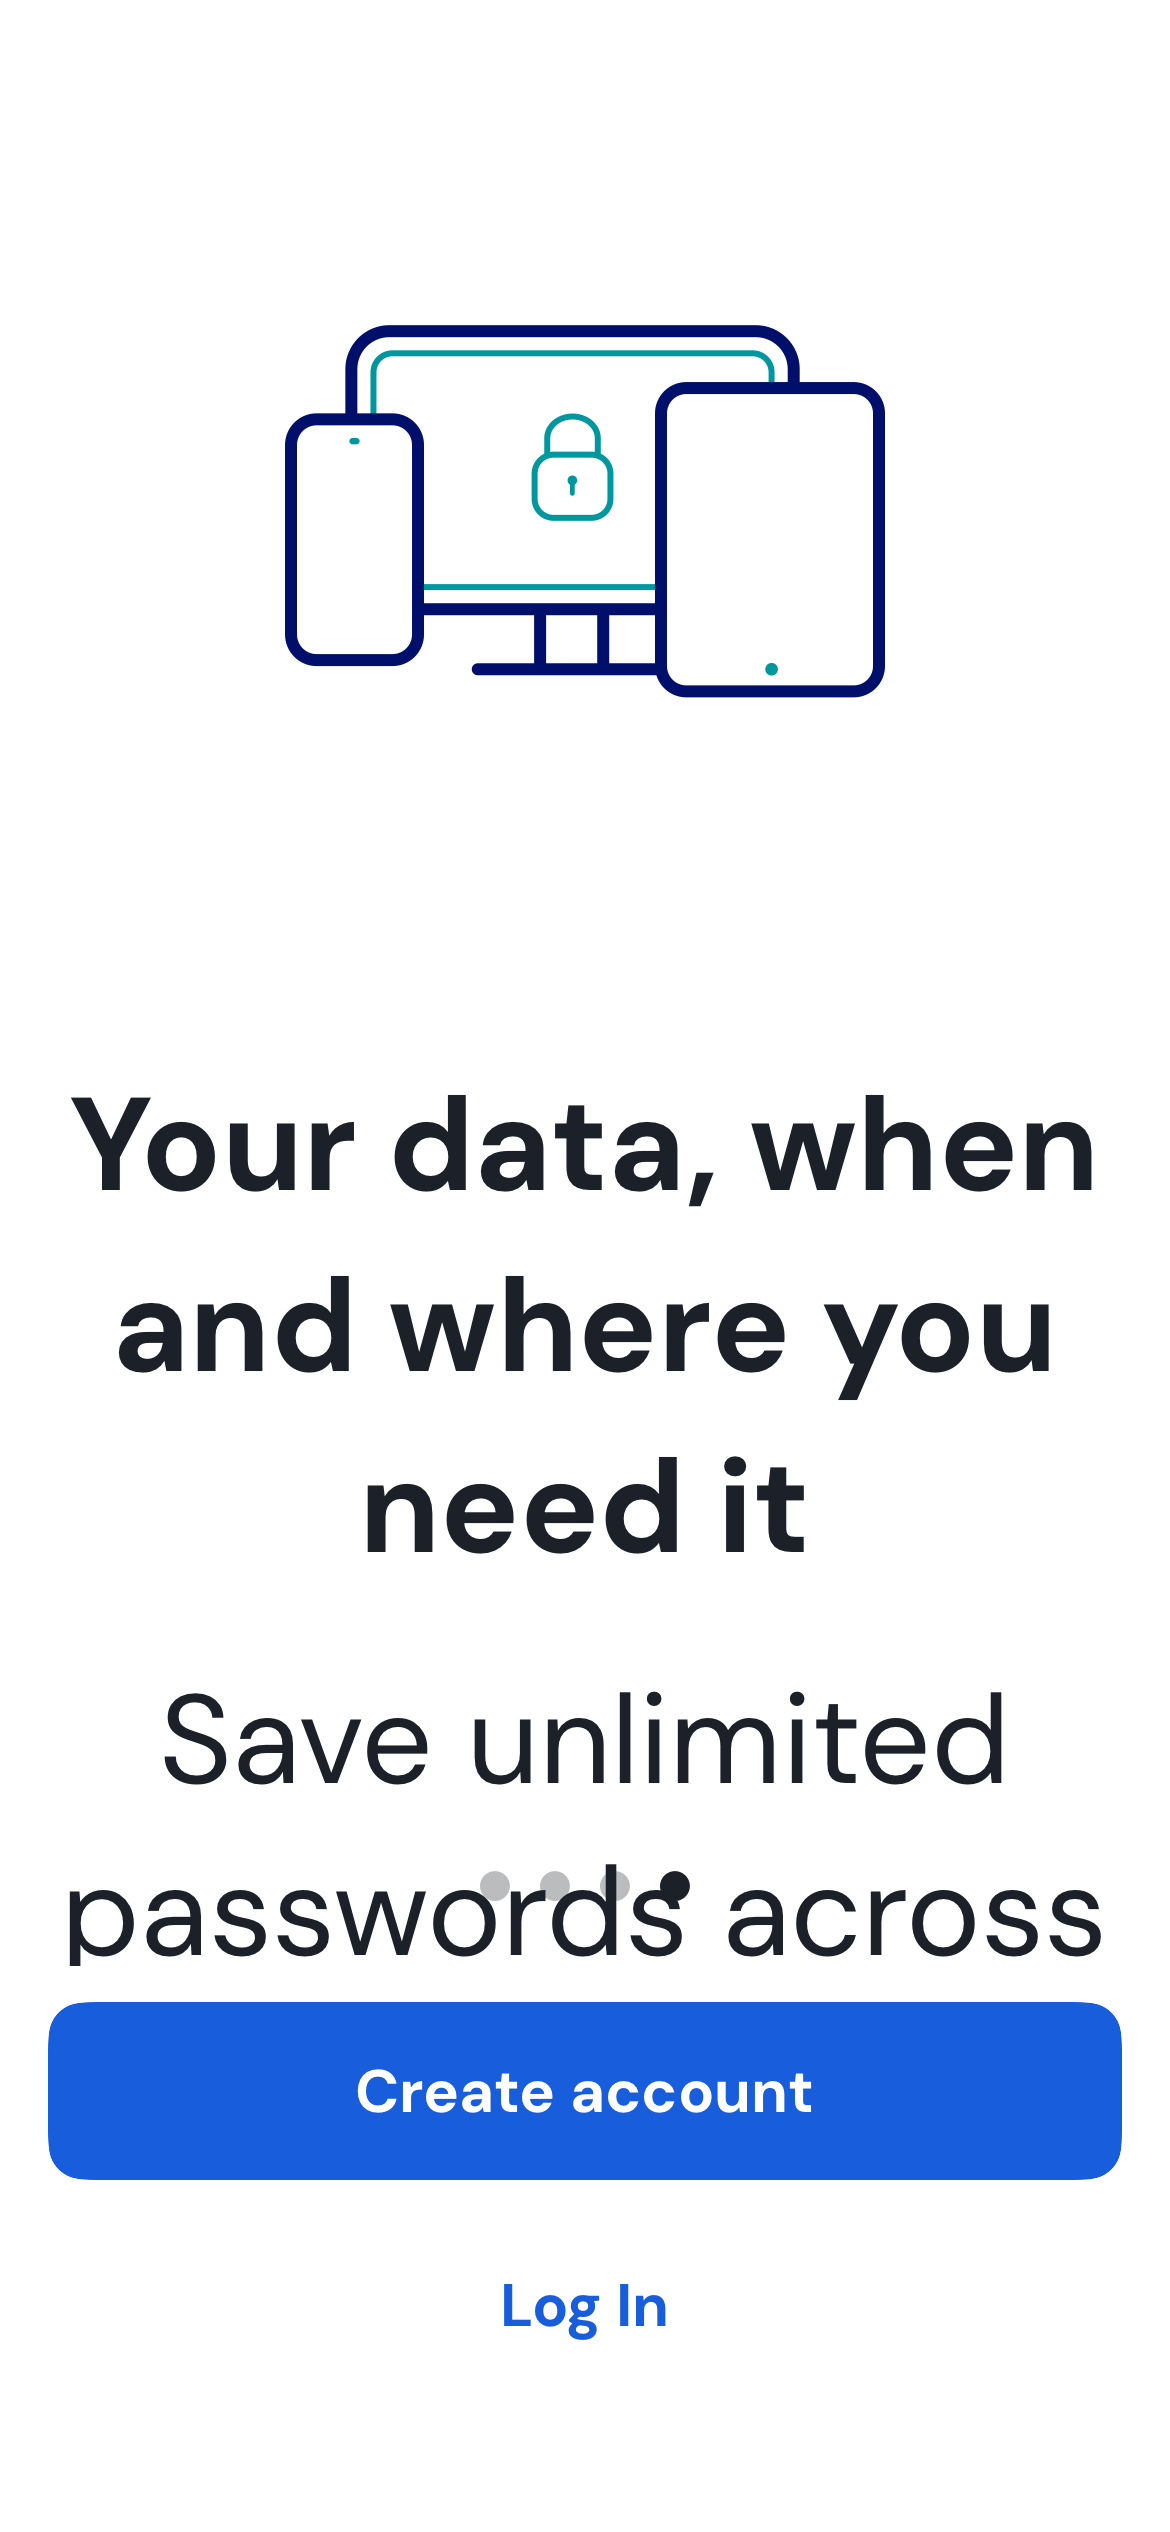 Your data, when
and where you
need it
Save unlimited
passwords across
Create account
Log In